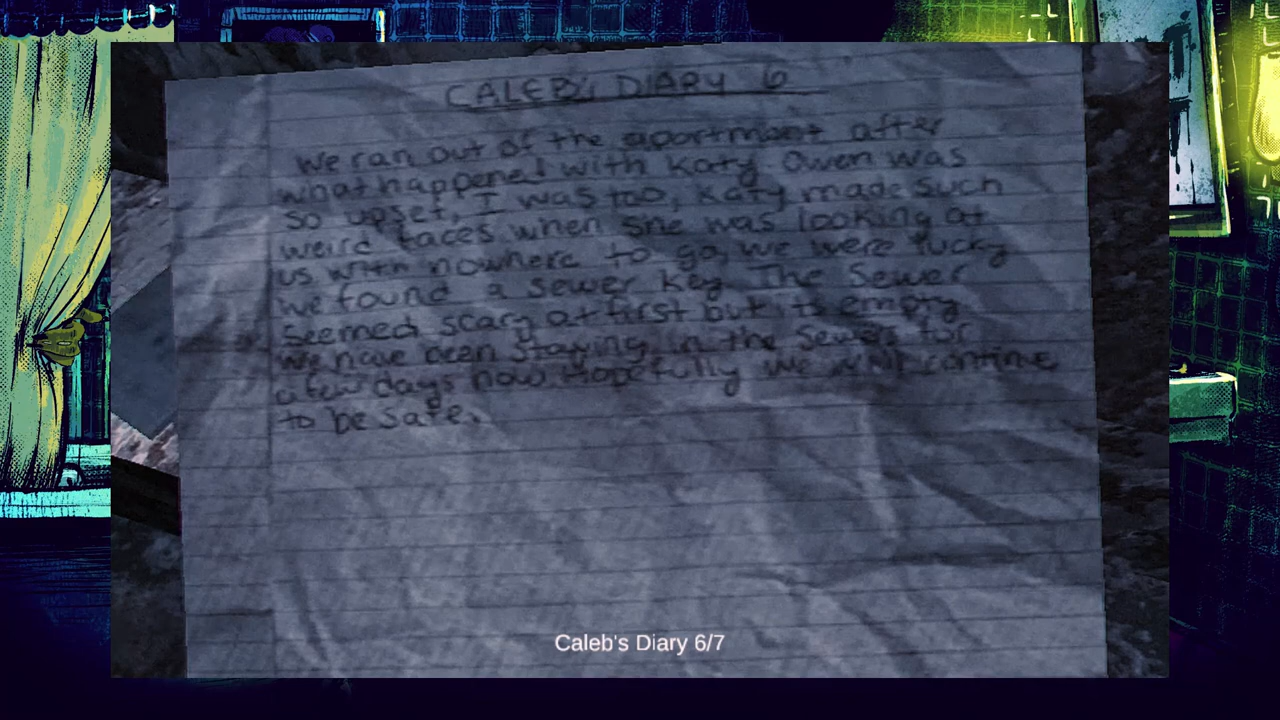 CALEB'S DIARY 6
We ran out of the apartment after
what happened with Katy. Owen was
so upset, I was too, Katy made such
weird faces when she was looking at
us with nowhere to go, we were lucky
we found a sewer key. The Sewer
Seemed scary at first but its empty
We have been staying in the Sewer for
a few days now. Hopefully we will continue
to be safe.
Caleb's Diary 6/7